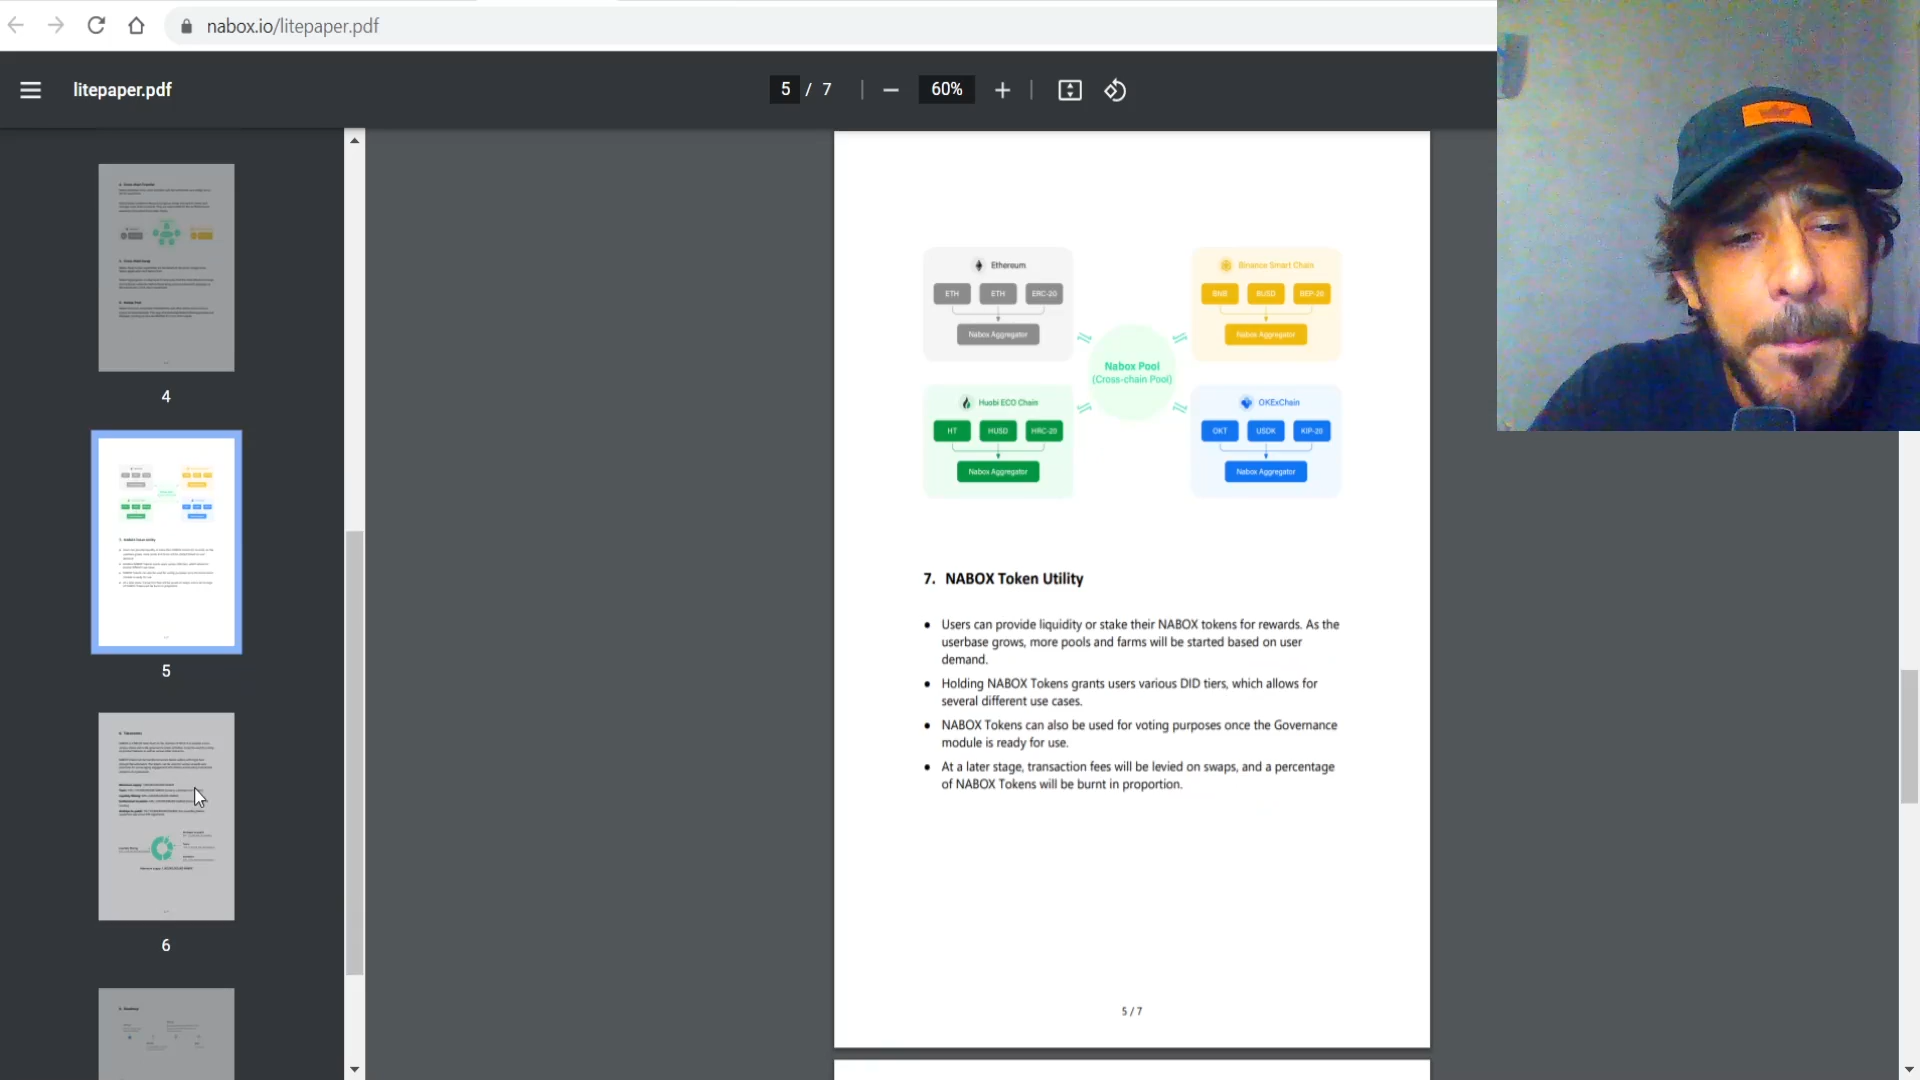 nabox.io/litepaper.pdf
litepaper.pdf
5 / 7
60%
4
5
6
Ethereum
ETH ETH ERC-20
Nabox Aggregator
Binance Smart Chain
BNB BUSD BEP-20
Nabox Aggregator
Nabox Pool
(Cross-chain Pool)
Huobi ECO Chain
HT HUSD HRC-20
Nabox Aggregator
OKExChain
OKT USDK KIP-20
Nabox Aggregator
7. NABOX Token Utility
● Users can provide liquidity or stake their NABOX tokens for rewards. As the
userbase grows, more pools and farms will be started based on user
demand.
● Holding NABOX Tokens grants users various DID tiers, which allows for
several different use cases.
● NABOX Tokens can also be used for voting purposes once the Governance
module is ready for use.
● At a later stage, transaction fees will be levied on swaps, and a percentage
of NABOX Tokens will be burnt in proportion.
5 / 7